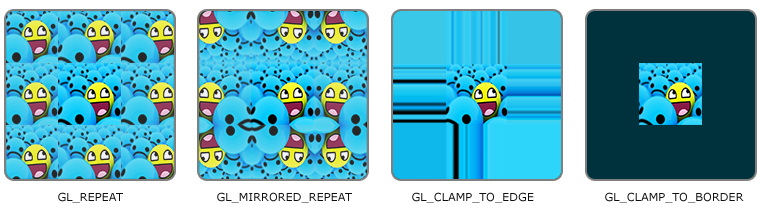 GL_REPEAT
GL_MIRRORED_REPEAT
GL_CLAMP_TO_EDGE
GL_CLAMP_TO_BORDER